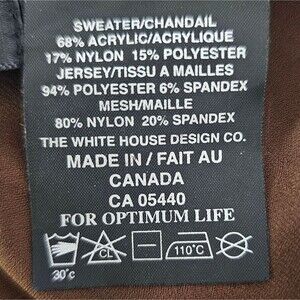 SWEATER/CHANDAIL
68% ACRYLIC/ACRYLIQUE
17% NYLON 15% POLYESTER
JERSEY/TISSU A MAILLES
94% POLYESTER 6% SPANDEX
MESH/MAILLE
80% NYLON 20% SPANDEX
THE WHITE HOUSE DESIGN CO.
MADE IN / FAIT AU
CANADA
CA 05440
FOR OPTIMUM LIFE
CL 110°C
30°c